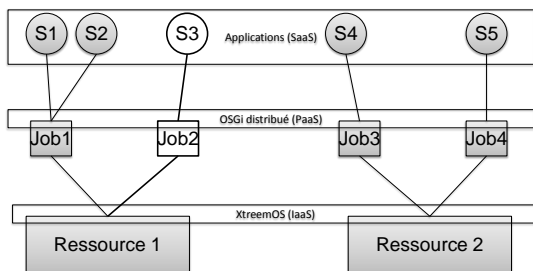 S1 S2 S3 Applications (SaaS) S4 S5
OSGi distribué (PaaS)
Job1 Job2 Job3 Job4
XtreemOS (IaaS)
Ressource 1 Ressource 2